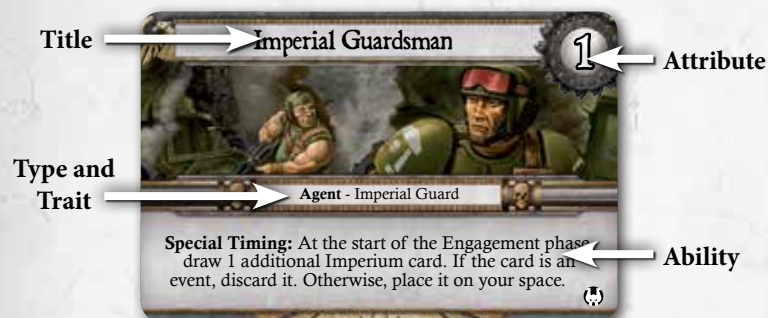 Title
Imperial Guardsman
1
Attribute
Type and
Trait
Agent - Imperial Guard
Special Timing: At the start of the Engagement phase
draw 1 additional Imperium card. If the card is an
event, discard it. Otherwise, place it on your space.
Ability